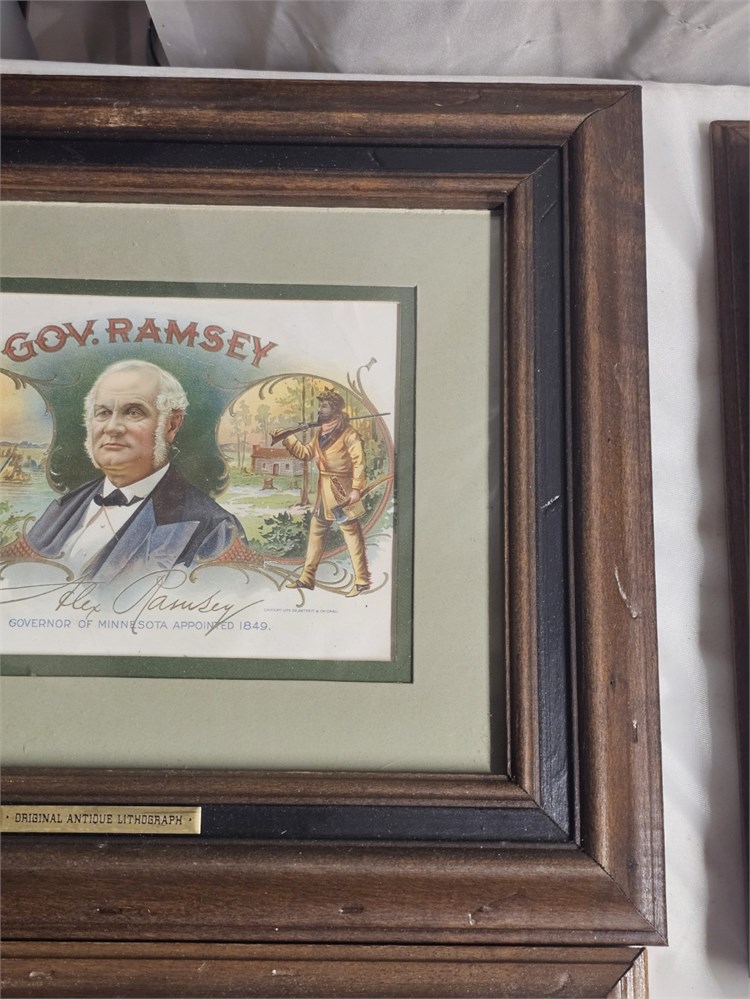 GOV. RAMSEY
Alex Ramsey
GOVERNOR OF MINNESOTA APPOINTED 1849.
· ORIGINAL ANTIQUE LITHOGRAPH ·